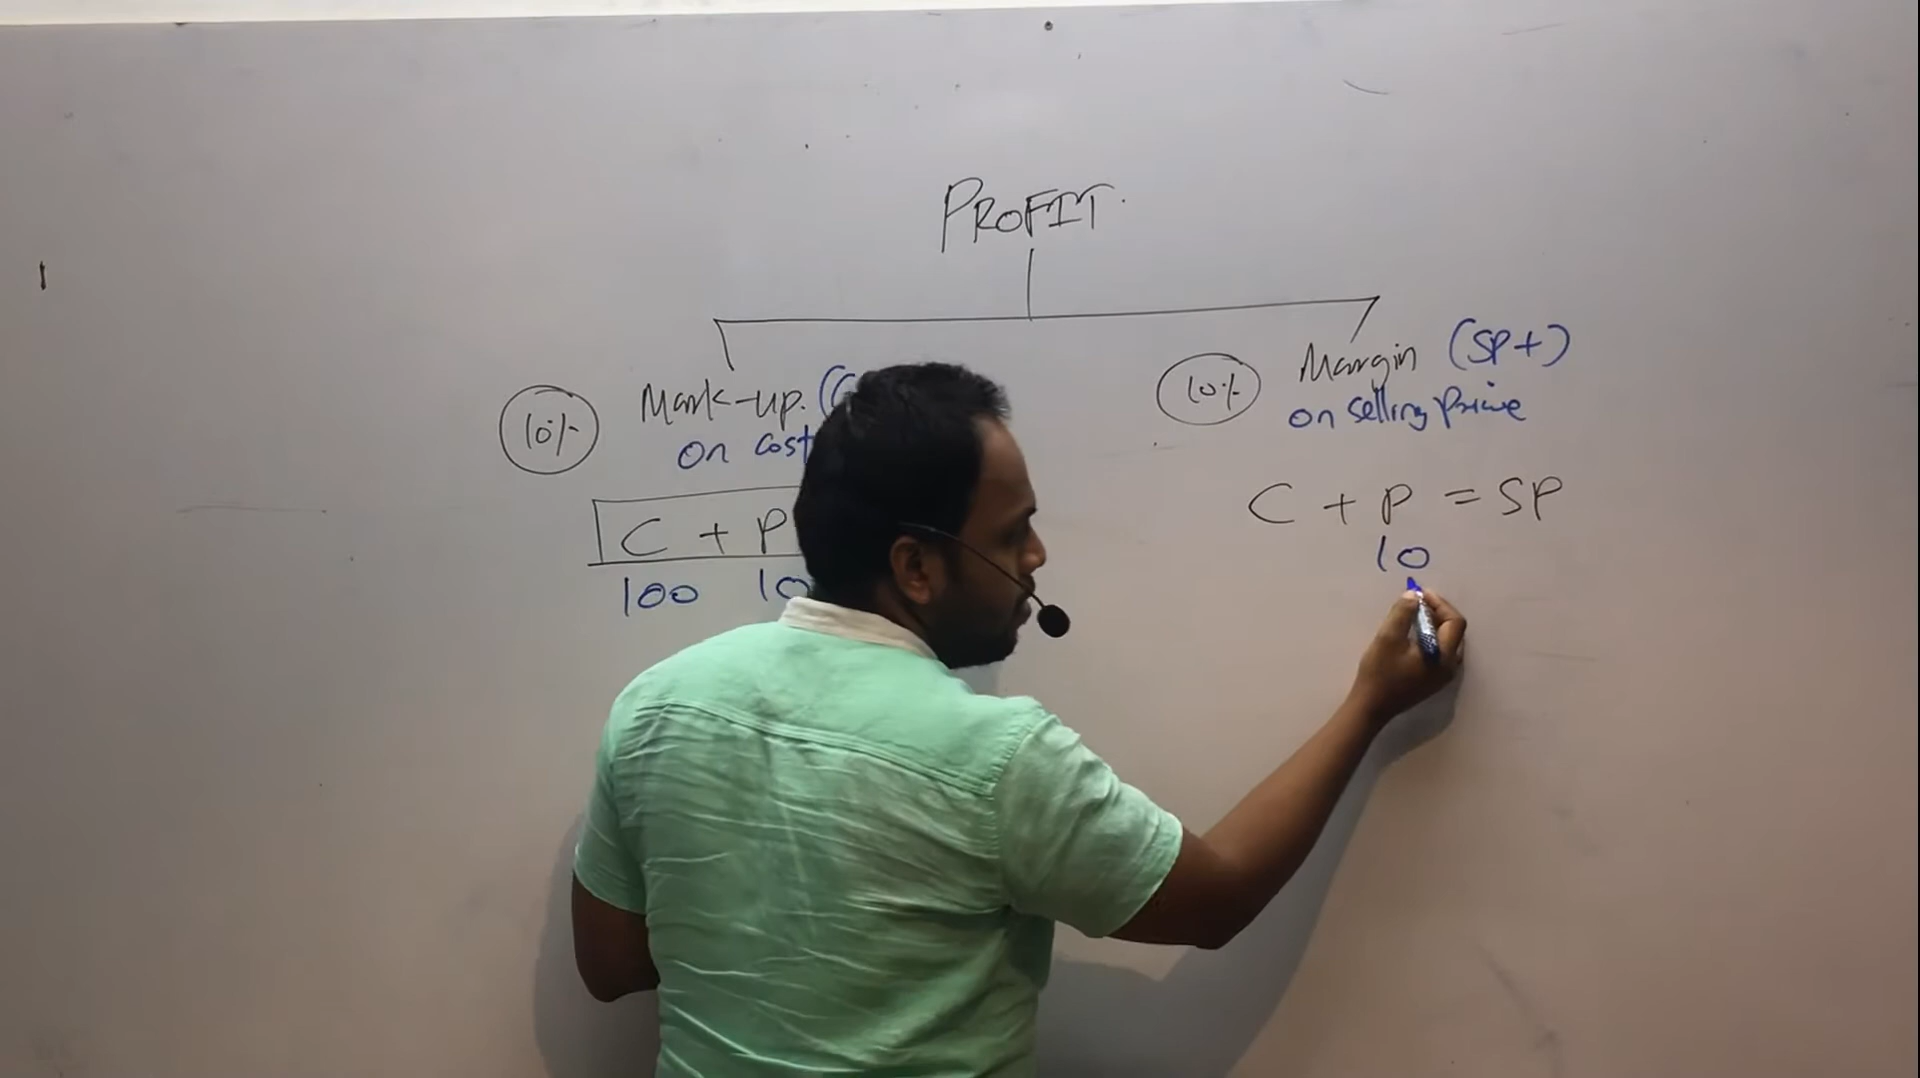 PROFIT.
10% Mark-up.
on cost
C + P
100 10
10% Margin (SP+)
on selling Price
C + P = SP
10